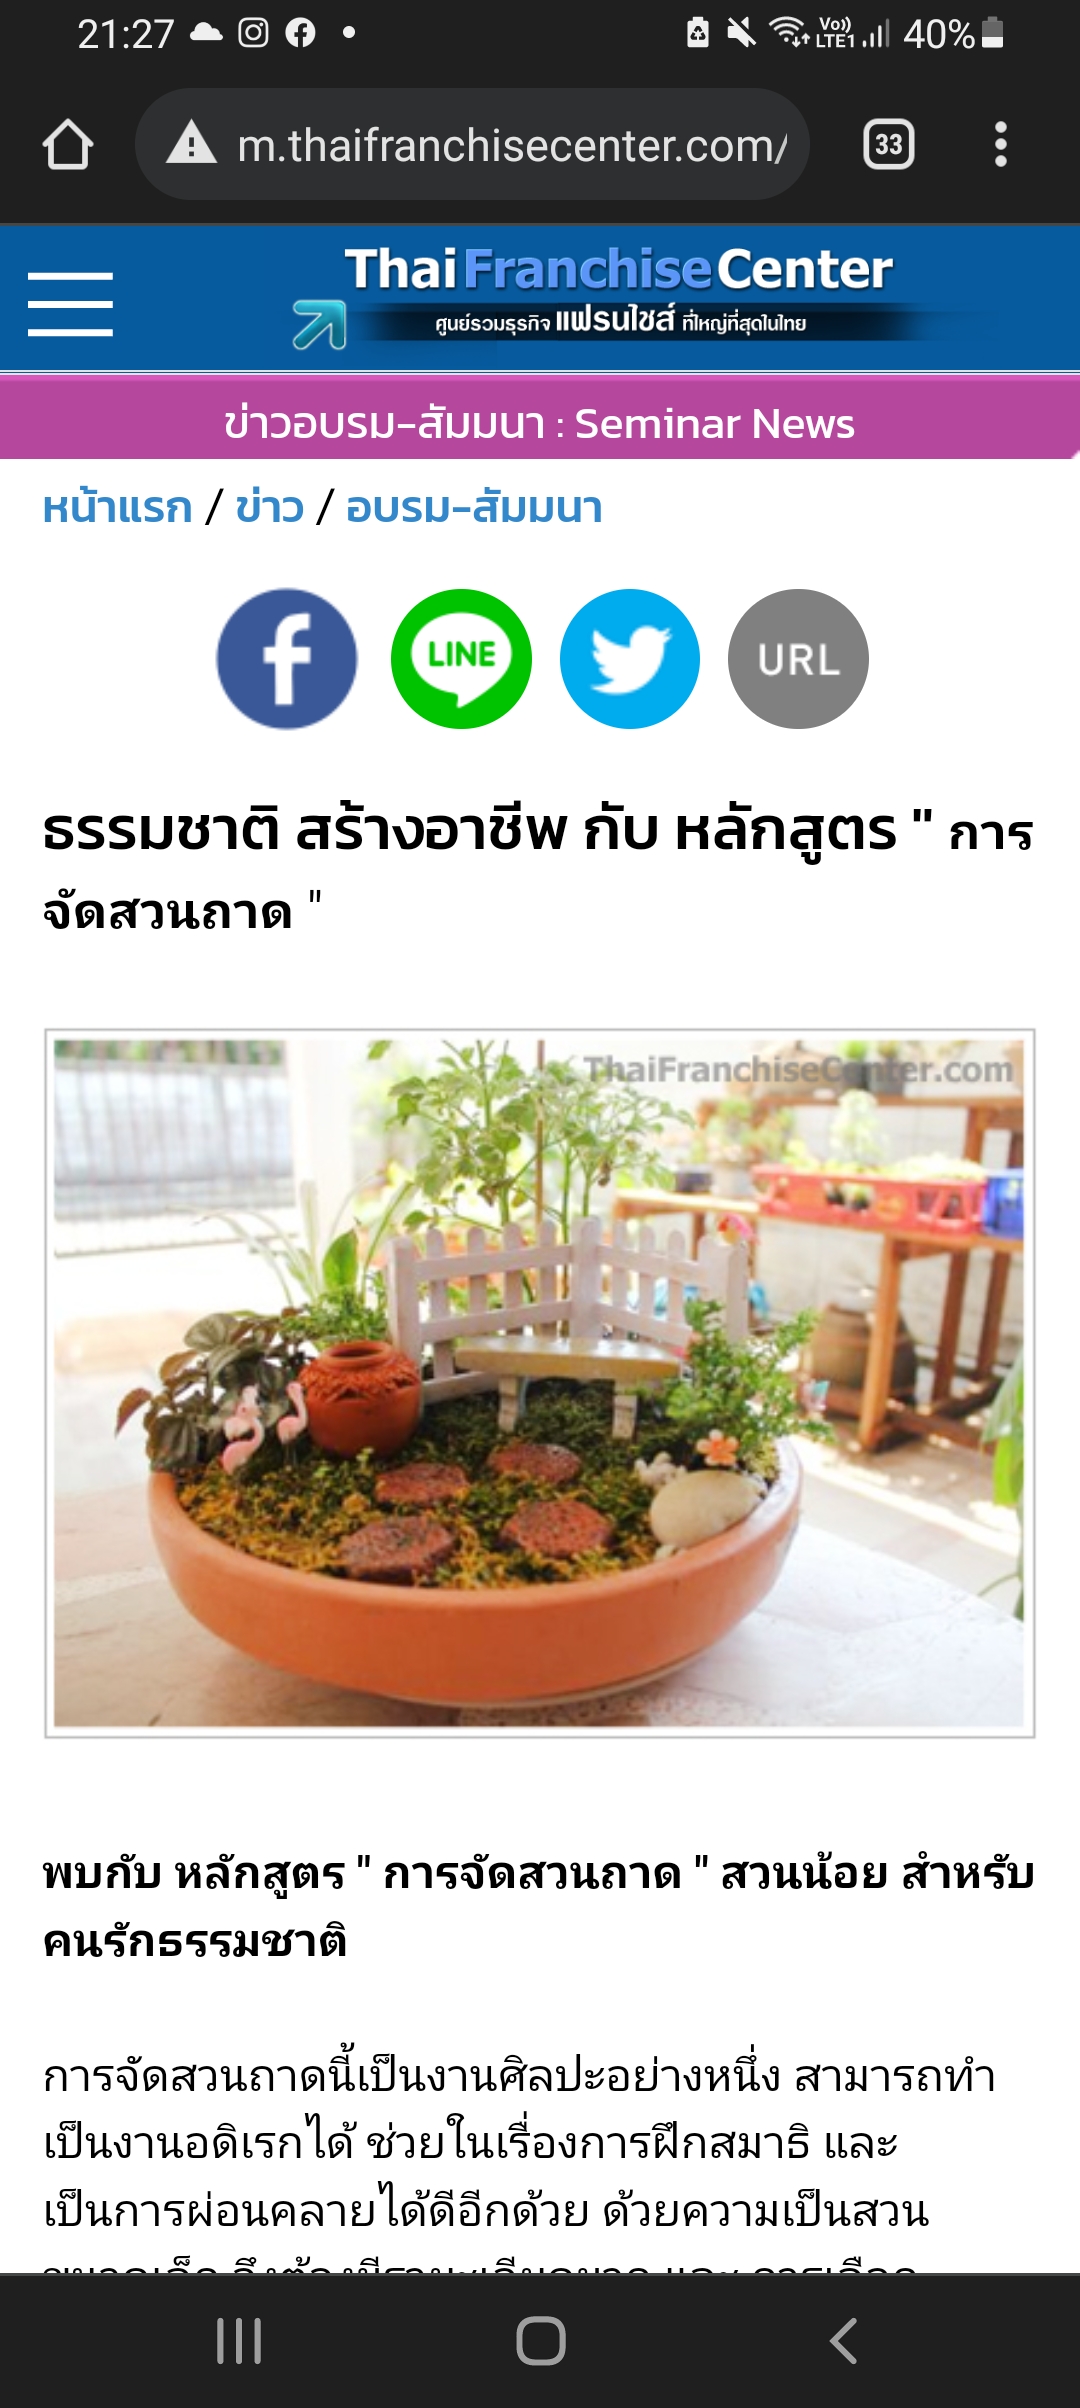 21:27
Vo))
LTE1
40%
m.thaifranchisecenter.com/
33
ThaiFranchiseCenter
ศูนย์รวมธุรกิจ แฟรนไชส์ ที่ใหญ่ที่สุดในไทย
ข่าวอบรม-สัมมนา : Seminar News
หน้าแรก / ข่าว / อบรม-สัมมนา
LINE
URL
ธรรมชาติ สร้างอาชีพ กับ หลักสูตร " การ
จัดสวนถาด "
ThaiFranchiseCenter.com
พบกับ หลักสูตร " การจัดสวนถาด " สวนน้อย สำหรับ
คนรักธรรมชาติ
การจัดสวนถาดนี้เป็นงานศิลปะอย่างหนึ่ง สามารถทำ
เป็นงานอดิเรกได้ ช่วยในเรื่องการฝึกสมาธิ และ
เป็นการผ่อนคลายได้ดีอีกด้วย ด้วยความเป็นสวน